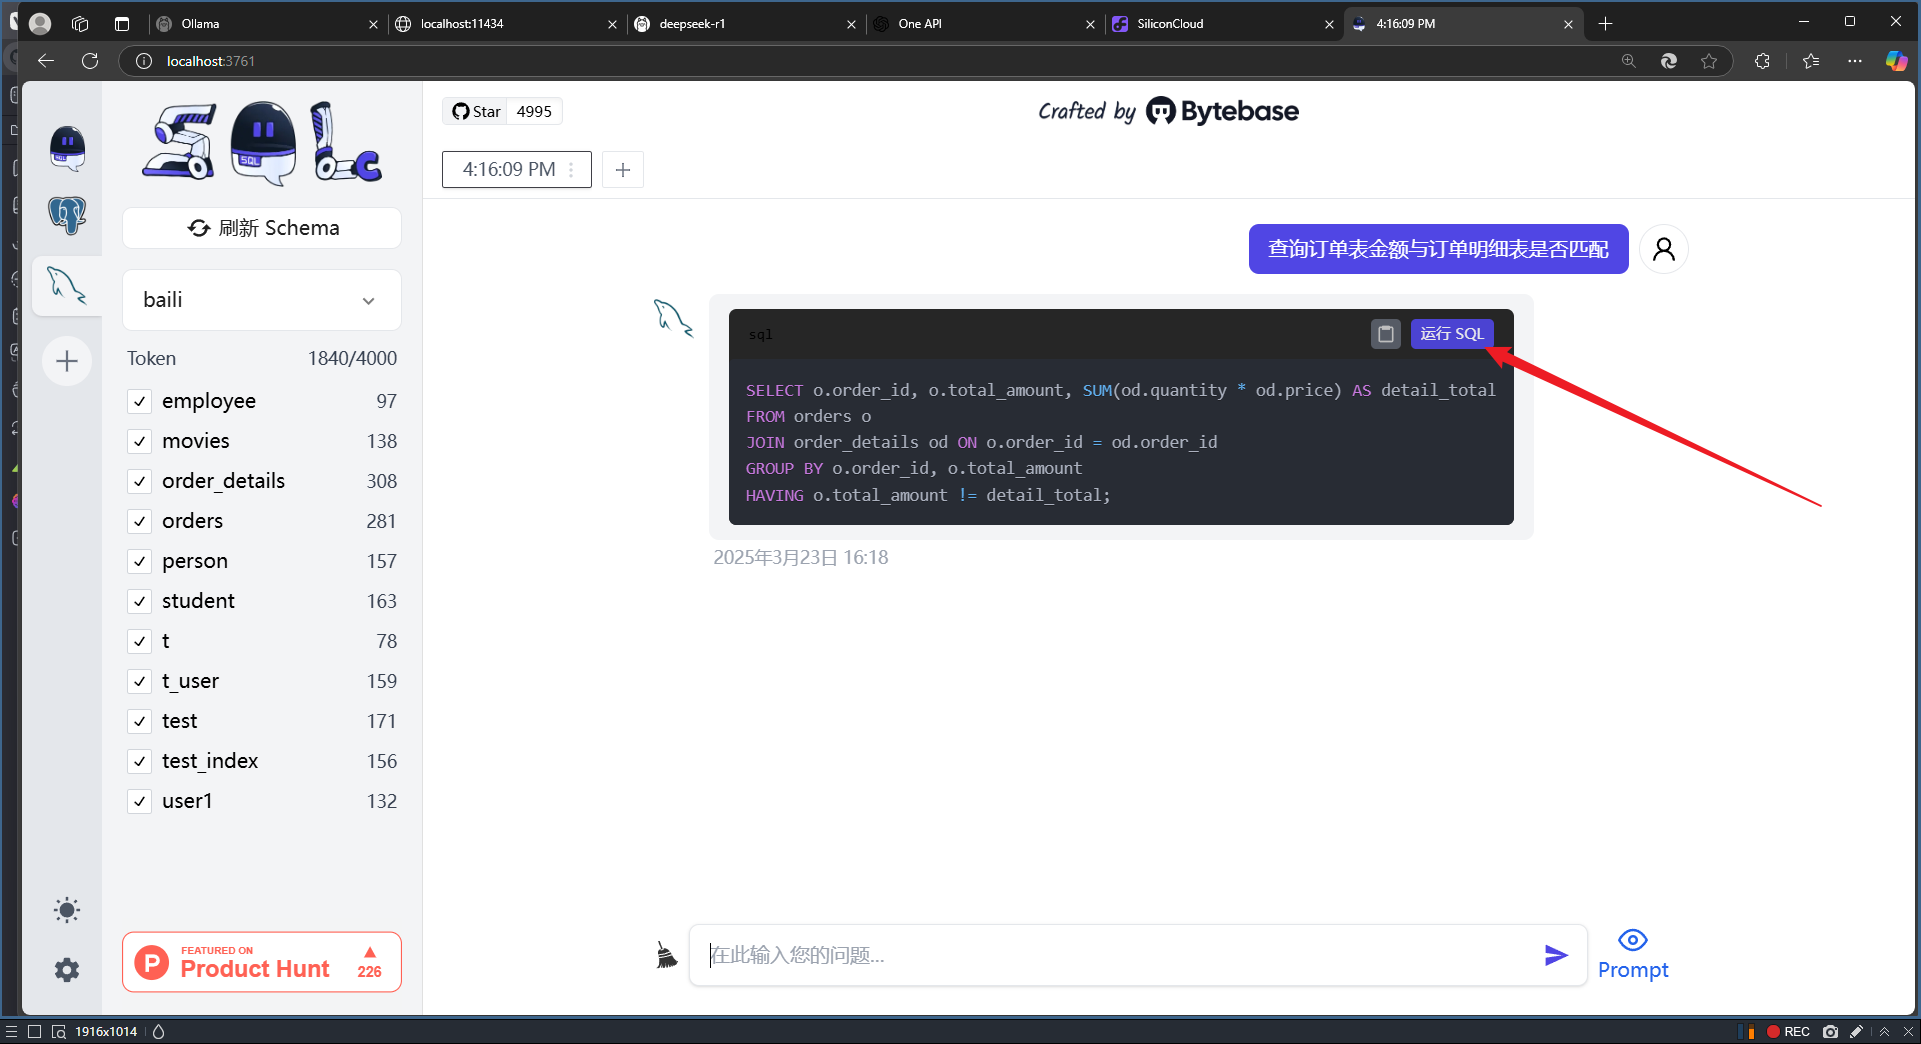 Ollama
localhost:11434
deepseek-r1
One API
SiliconCloud
4:16:09 PM
localhost:3761
SQL
SQL
Star 4995
Crafted by Bytebase
4:16:09 PM
刷新 Schema
baili
Token 1840/4000
employee 97
movies 138
order_details 308
orders 281
person 157
student 163
t 78
t_user 159
test 171
test_index 156
user1 132
FEATURED ON
Product Hunt
226
查询订单表金额与订单明细表是否匹配
sql
运行 SQL
SELECT o.order_id, o.total_amount, SUM(od.quantity * od.price) AS detail_total
FROM orders o
JOIN order_details od ON o.order_id = od.order_id
GROUP BY o.order_id, o.total_amount
HAVING o.total_amount != detail_total;
2025年3月23日 16:18
在此输入您的问题...
Prompt
1916x1014
REC